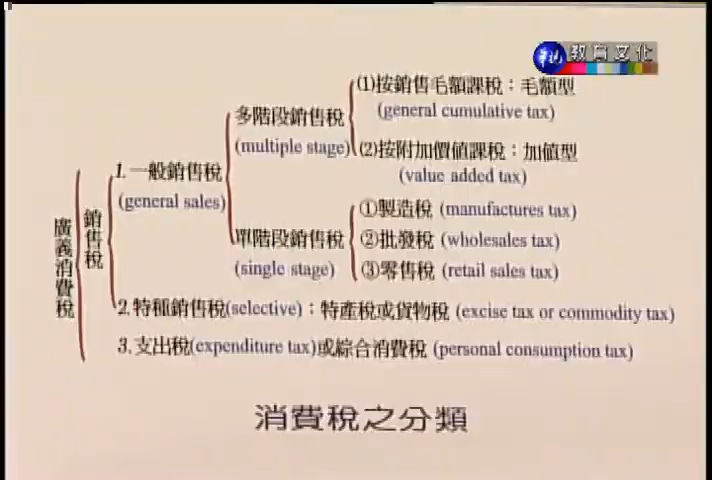 華視 教育文化
(1)按銷售毛額課稅：毛額型
多階段銷售稅 (general cumulative tax)
(multiple stage) (2)按附加價值課稅：加值型
1.一般銷售稅 (value added tax)
(general sales) ①製造稅 (manufactures tax)
單階段銷售稅 ②批發稅 (wholesales tax)
(single stage) ③零售稅 (retail sales tax)
廣義消費稅
銷售稅
2.特種銷售稅(selective)：特產稅或貨物稅 (excise tax or commodity tax)
3.支出稅(expenditure tax)或綜合消費稅 (personal consumption tax)
消費稅之分類